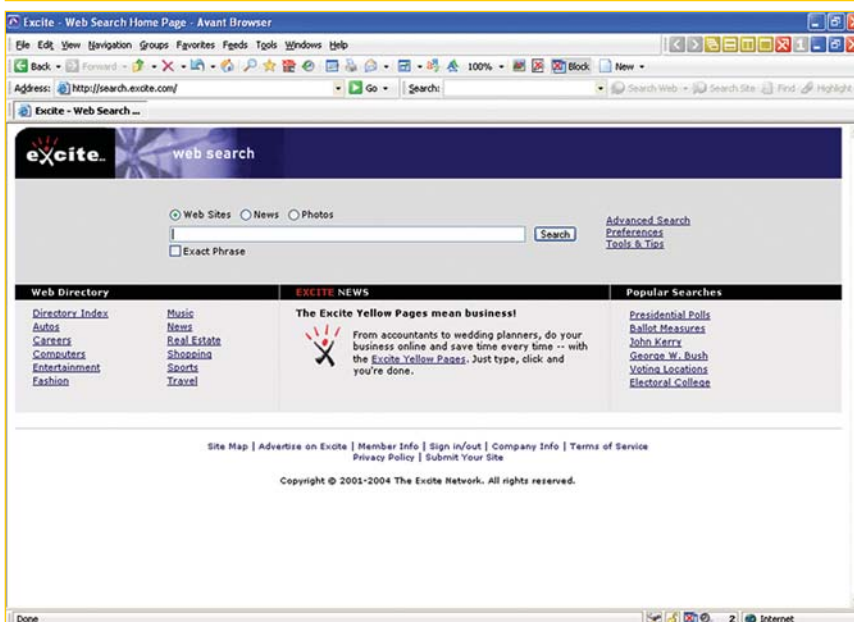 Excite - Web Search Home Page - Avant Browser
File Edit View Navigation Groups Favorites Feeds Tools Windows Help
Back Forward 100% Block New
Address: http://search.excite.com/ Go Search: Search Web Search Site Find Highlight
Excite - Web Search ...
excite. web search
Web Sites News Photos
Search
Exact Phrase
Advanced Search
Preferences
Tools & Tips
Web Directory
Directory Index
Autos
Careers
Computers
Entertainment
Fashion
Music
News
Real Estate
Shopping
Sports
Travel
EXCITE NEWS
The Excite Yellow Pages mean business!
From accountants to wedding planners, do your
business online and save every time -- with
the Excite Yellow Pages. Just type, click and
you're done.
Popular Searches
Presidential Polls
Ballot Measures
John Kerry
George W. Bush
Voting Locations
Electoral College
Site Map | Advertise on Excite | Member Info | Sign in/out | Company Info | Terms of Service
Privacy Policy | Submit Your Site
Copyright © 2001-2004 The Excite Network. All rights reserved.
Done 2 Internet